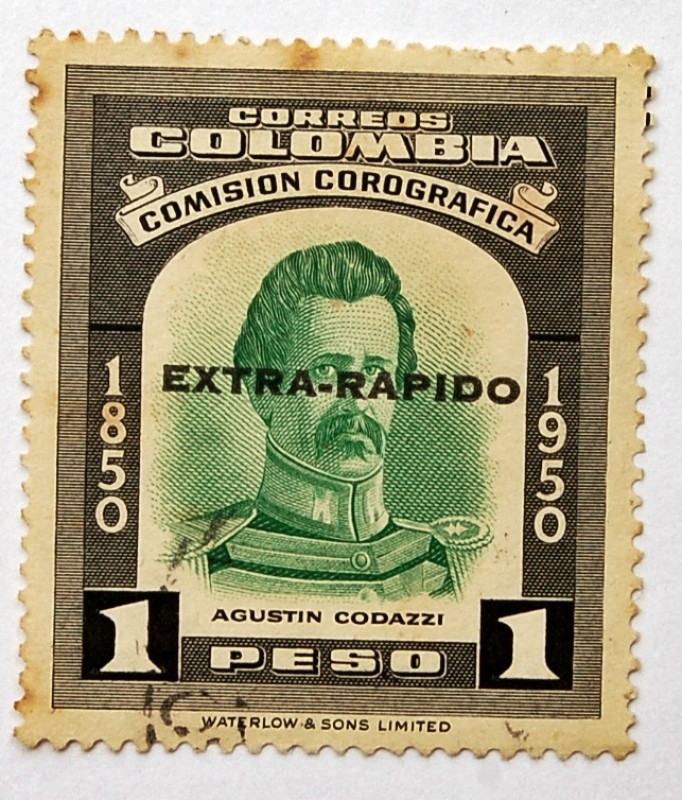 CORREOS
COLOMBIA
COMISION COROGRAFICA
EXTRA-RAPIDO
1850
1950
AGUSTIN CODAZZI
1 PESO 1
WATERLOW & SONS LIMITED